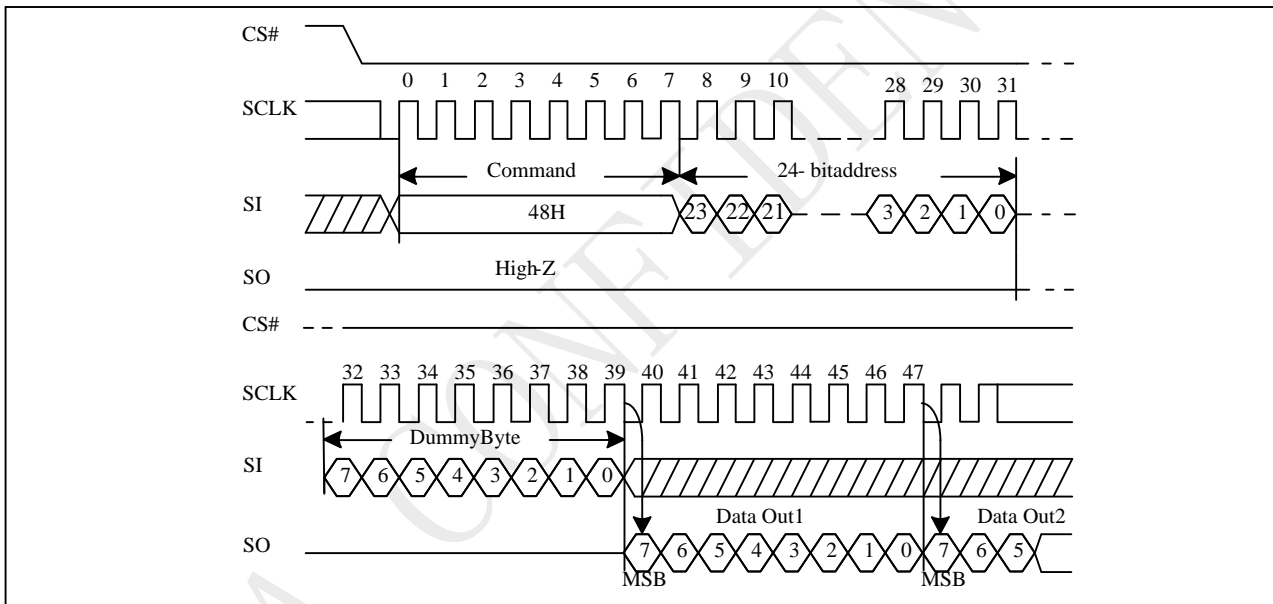 CS#
0 1 2 3 4 5 6 7 8 9 10 28 29 30 31
SCLK
Command 24- bitaddress
SI 48H 23 22 21 3 2 1 0
High-Z
SO
CS#
32 33 34 35 36 37 38 39 40 41 42 43 44 45 46 47
SCLK
DummyByte
SI 7 6 5 4 3 2 1 0
Data Out1 Data Out2
SO 7 6 5 4 3 2 1 0 7 6 5
MSB MSB